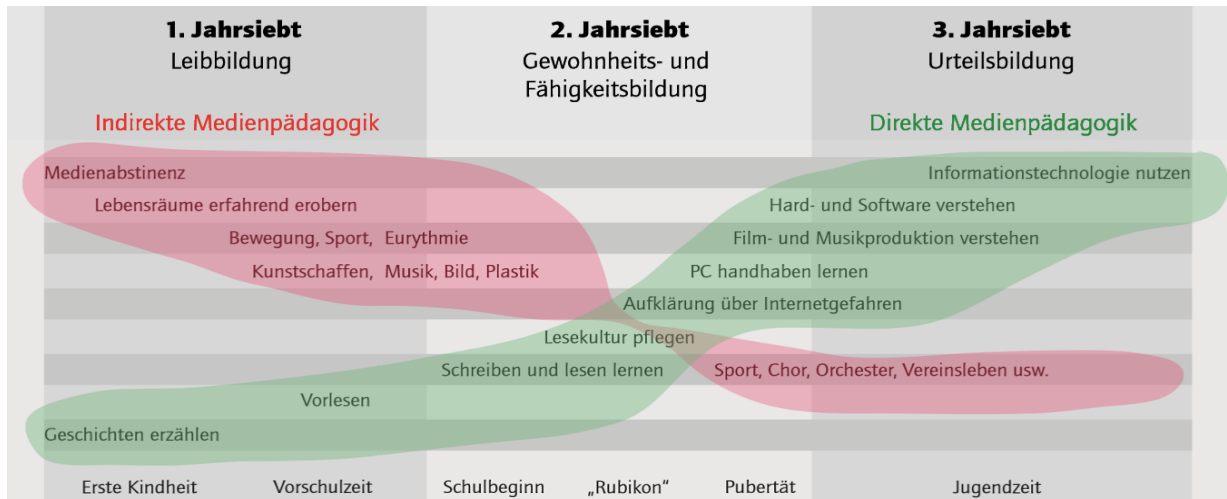 1. Jahrsiebt
Leibbildung
2. Jahrsiebt
Gewohnheits- und
Fähigkeitsbildung
3. Jahrsiebt
Urteilsbildung
Indirekte Medienpädagogik
Direkte Medienpädagogik
Medienabstinenz
Informationstechnologie nutzen
Lebensräume erfahrend erobern
Hard- und Software verstehen
Bewegung, Sport, Eurythmie
Film- und Musikproduktion verstehen
Kunstschaffen, Musik, Bild, Plastik
PC handhaben lernen
Aufklärung über Internetgefahren
Lesekultur pflegen
Schreiben und lesen lernen
Sport, Chor, Orchester, Vereinsleben usw.
Vorlesen
Geschichten erzählen
Erste Kindheit
Vorschulzeit
Schulbeginn
„Rubikon“
Pubertät
Jugendzeit